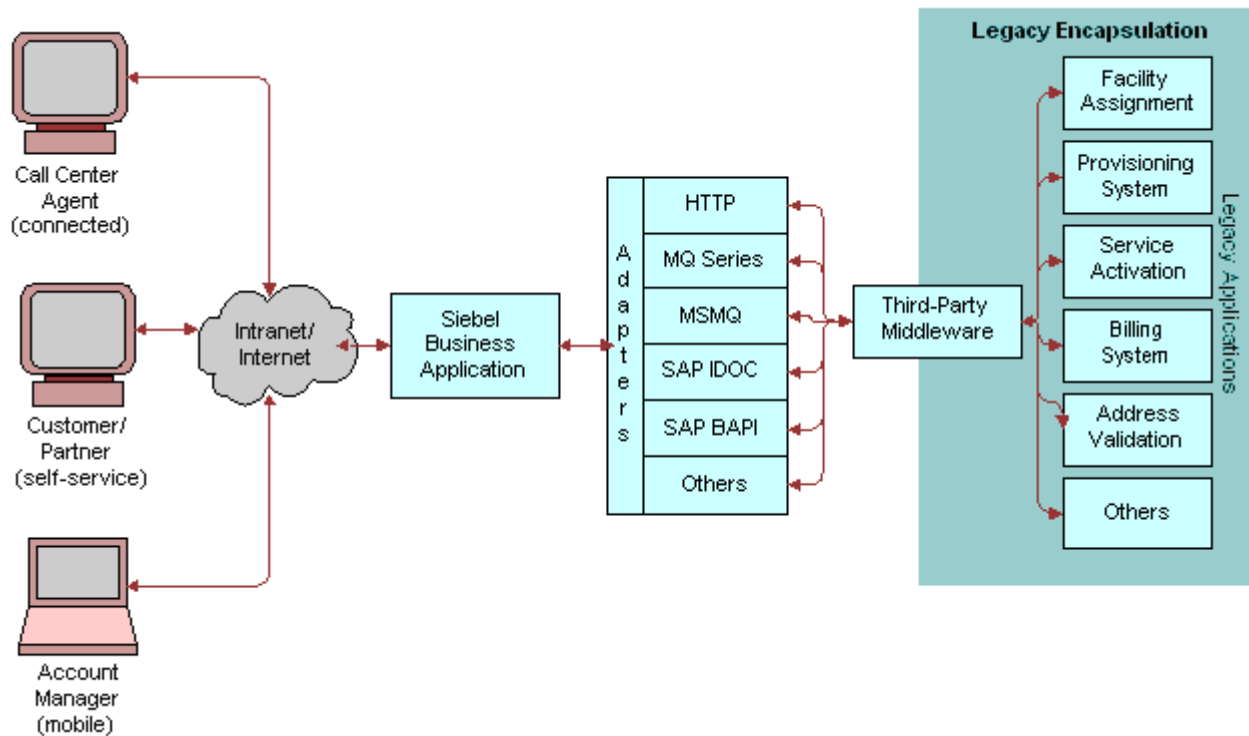 Call Center
Agent
(connected)
Customer/
Partner
(self-service)
Account
Manager
(mobile)
Intranet/
Internet
Siebel
Business
Application
Adapters
HTTP
MQ Series
MSMQ
SAP IDOC
SAP BAPI
Others
Third-Party
Middleware
Legacy Encapsulation
Facility
Assignment
Provisioning
System
Service
Activation
Billing
System
Address
Validation
Others
Legacy Applications